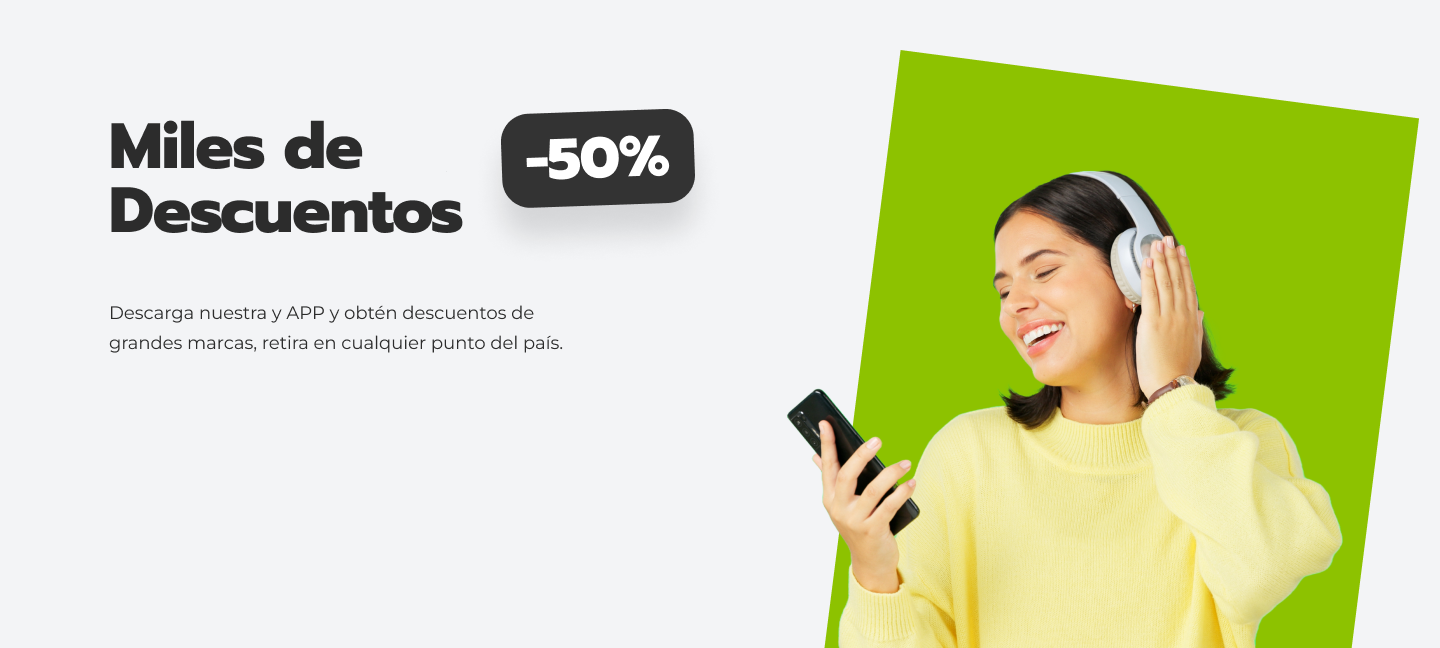 Miles de
Descuentos
-50%
Descarga nuestra y APP y obtén descuentos de
grandes marcas, retira en cualquier punto del país.